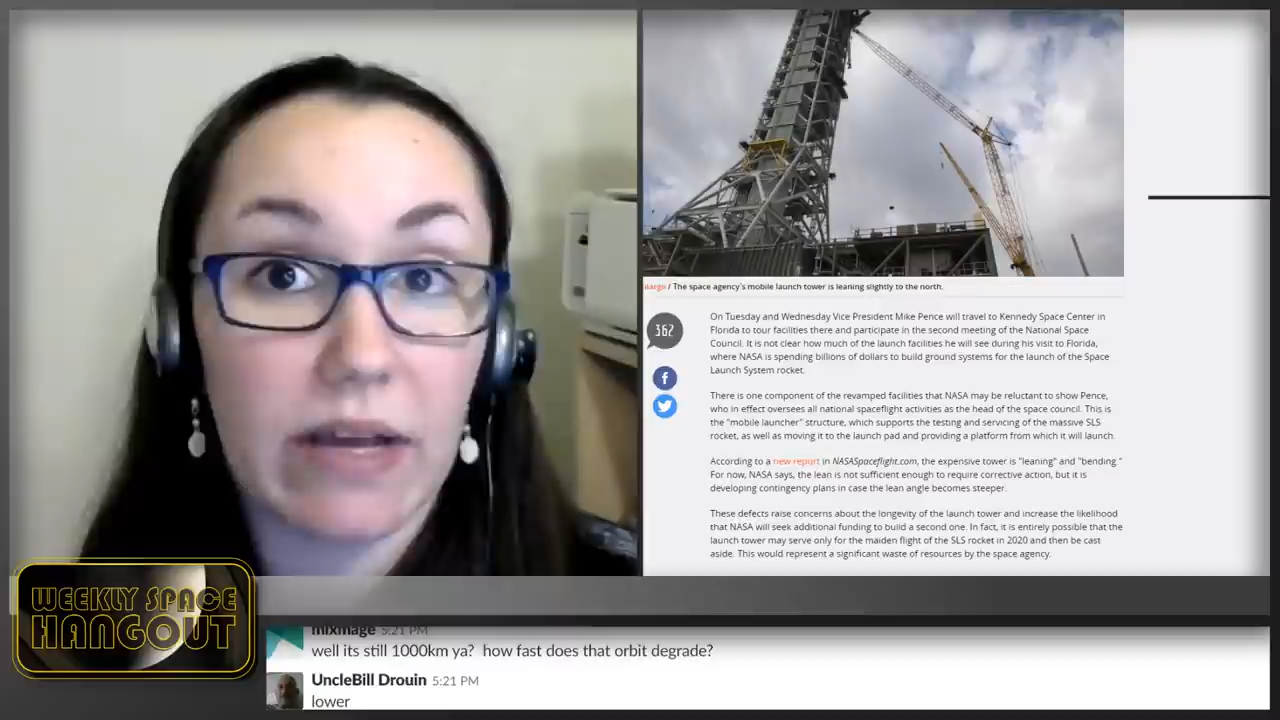 nlarge / The space agency's mobile launch tower is leaning slightly to the north.
362
On Tuesday and Wednesday Vice President Mike Pence will travel to Kennedy Space Center in
Florida to tour facilities there and participate in the second meeting of the National Space
Council. It is not clear how much of the launch facilities he will see during his visit to Florida,
where NASA is spending billions of dollars to build ground systems for the launch of the Space
Launch System rocket.
There is one component of the revamped facilities that NASA may be reluctant to show Pence,
who in effect oversees all national spaceflight activities as the head of the space council. This is
the "mobile launcher" structure, which supports the testing and servicing of the massive SLS
rocket, as well as moving it to the launch pad and providing a platform from which it will launch.
According to a new report in NASASpaceflight.com, the expensive tower is "leaning" and "bending."
For now, NASA says, the lean is not sufficient enough to require corrective action, but it is
developing contingency plans in case the lean angle becomes steeper.
These defects raise concerns about the longevity of the launch tower and increase the likelihood
that NASA will seek additional funding to build a second one. In fact, it is entirely possible that the
launch tower may serve only for the maiden flight of the SLS rocket in 2020 and then be cast
aside. This would represent a significant waste of resources by the space agency.
WEEKLY SPACE
HANGOUT
mixmage 5:21 PM
well its still 1000km ya? how fast does that orbit degrade?
UncleBill Drouin 5:21 PM
lower